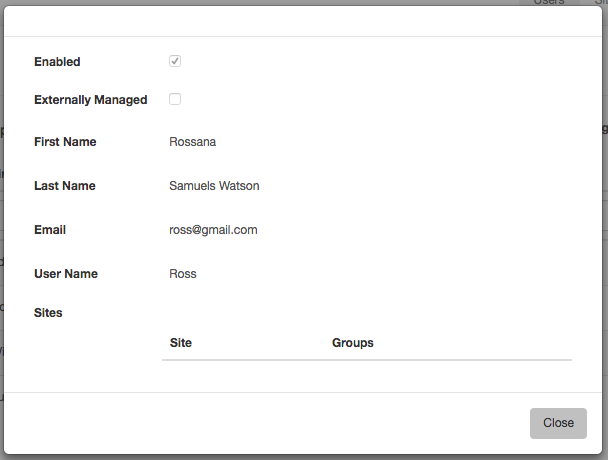 Users
Enabled
Externally Managed
First Name Rossana
Last Name Samuels Watson
Email ross@gmail.com
User Name Ross
Sites
Site Groups
Close